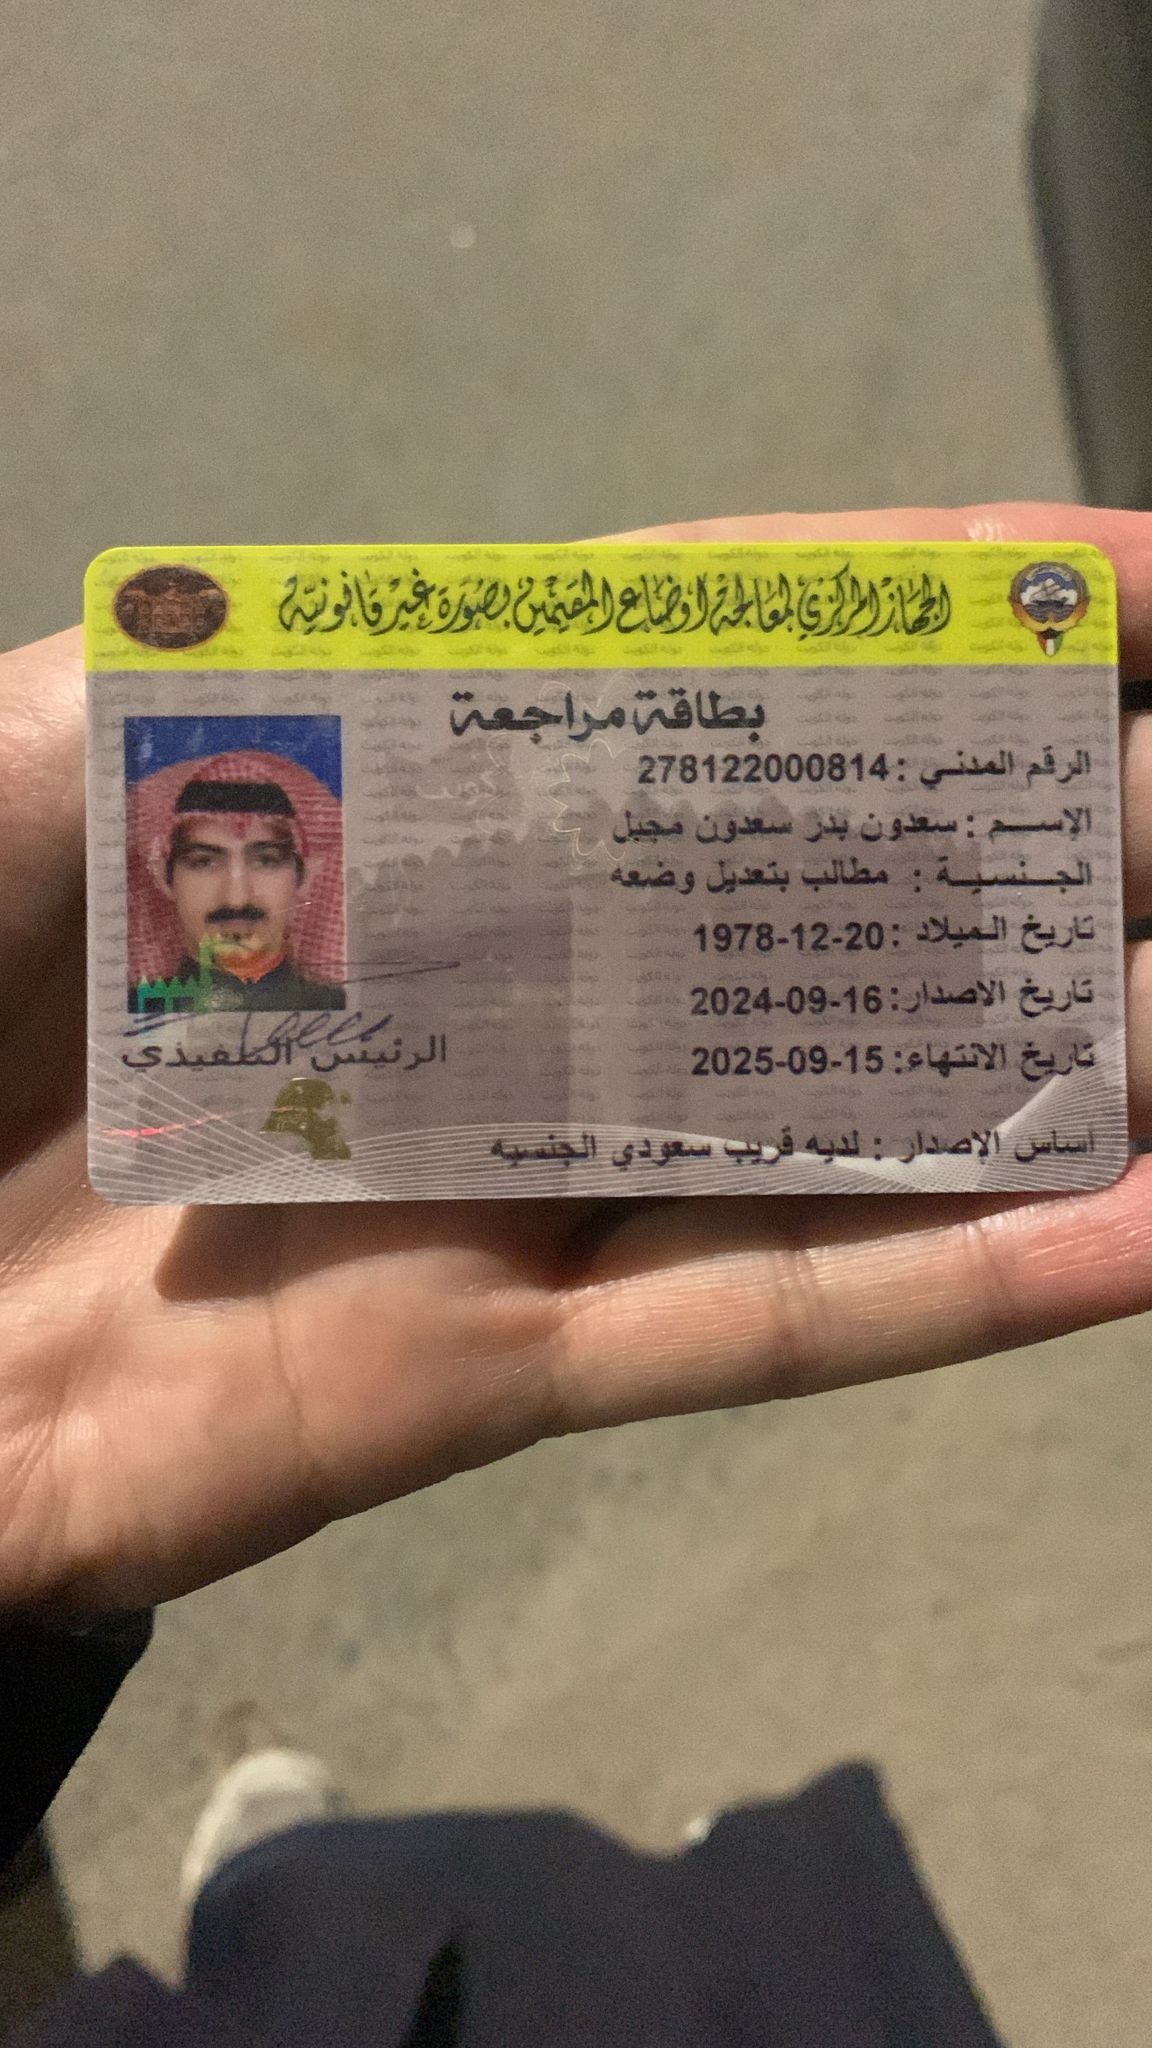 الجهاز المركزي لمعالجة أوضاع المقيمين بصورة غير قانونية
بطاقة مراجعة
الرقم المدني : 278122000814
الإســـم : سعدون بدر سعدون مجبل
الجـنـسـيـة : مطالب بتعديل وضعه
تاريخ الميلاد : 1978-12-20
تاريخ الاصدار: 2024-09-16
تاريخ الانتهاء: 2025-09-15
الرئيس التنفيذي
أساس الإصدار : لديه قريب سعودي الجنسيه